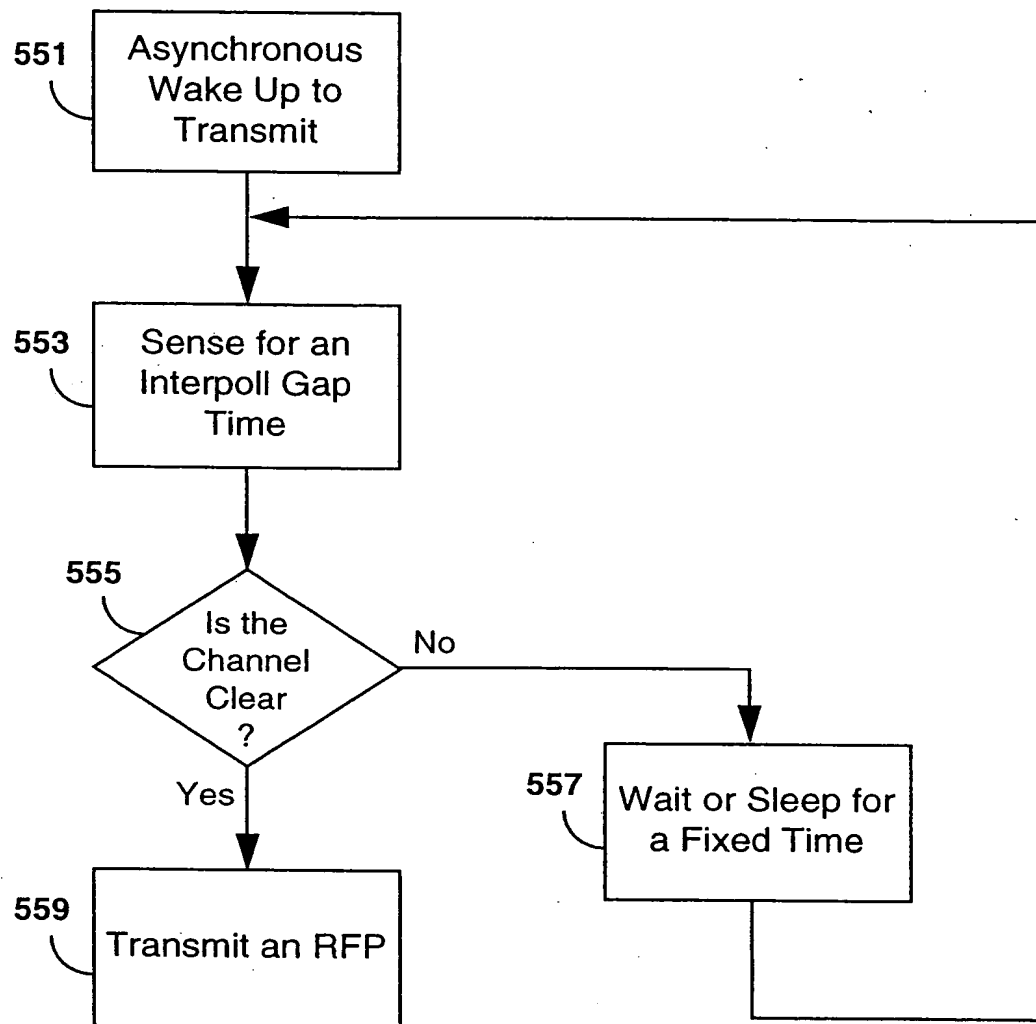 551
Asynchronous
Wake Up to
Transmit
553
Sense for an
Interpoll Gap
Time
555
Is the
Channel
Clear
?
No
Yes
557
Wait or Sleep for
a Fixed Time
559
Transmit an RFP